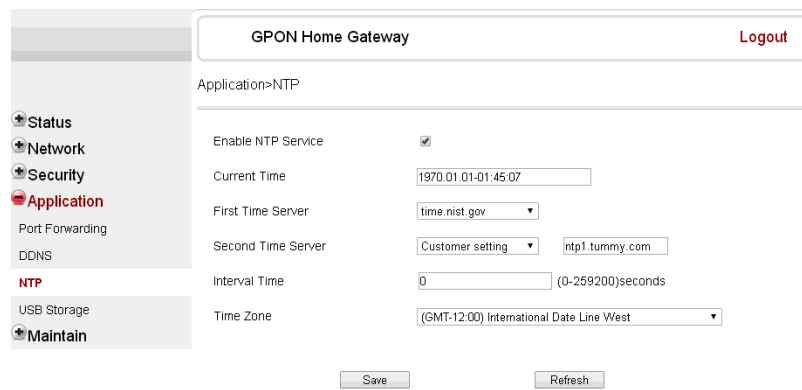 GPON Home Gateway
Logout
Application>NTP
Status
Network
Security
Application
Port Forwarding
DDNS
NTP
USB Storage
Maintain
Enable NTP Service
Current Time 1970.01.01-01:45:07
First Time Server time.nist.gov
Second Time Server Customer setting ntp1.tummy.com
Interval Time 0 (0-259200)seconds
Time Zone (GMT-12:00) International Date Line West
Save Refresh